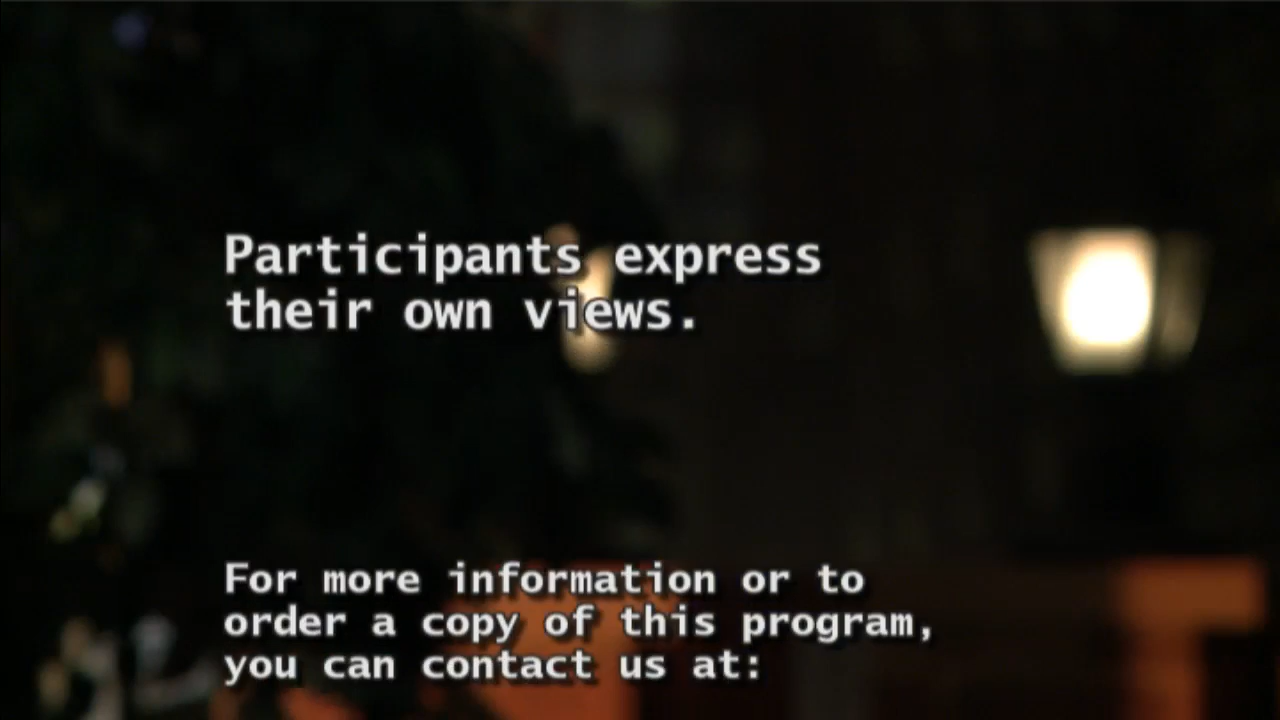 Participants express
their own views.
For more information or to
order a copy of this program,
you can contact us at: